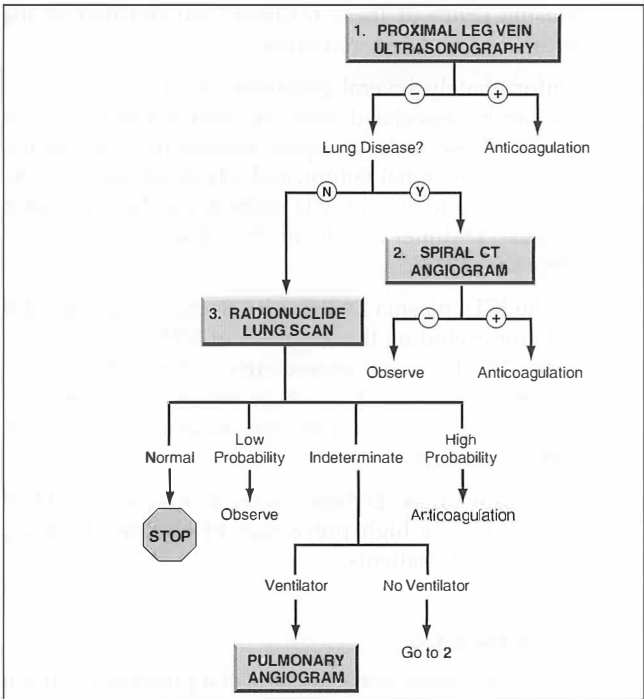 1. PROXIMAL LEG VEIN
ULTRASONOGRAPHY
−
+
Lung Disease?
Anticoagulation
N
Y
2. SPIRAL CT
ANGIOGRAM
3. RADIONUCLIDE
LUNG SCAN
−
+
Observe
Anticoagulation
Normal
Low
Probability
Indeterminate
High
Probability
STOP
Observe
Anticoagulation
Ventilator
No Ventilator
PULMONARY
ANGIOGRAM
Go to 2